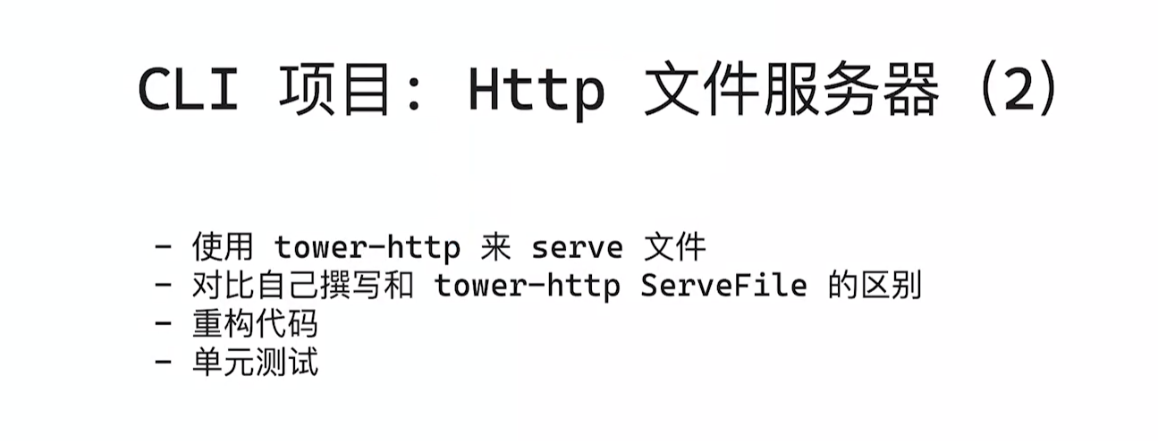 CLI 项目: Http 文件服务器（2）
- 使用 tower-http 来 serve 文件
- 对比自己撰写和 tower-http ServeFile 的区别
- 重构代码
- 单元测试